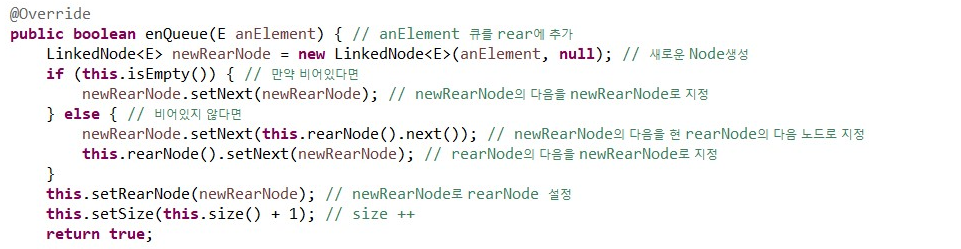 @Override
public boolean enQueue(E anElement) { // anElement 큐를 rear에 추가
    LinkedNode<E> newRearNode = new LinkedNode<E>(anElement, null); // 새로운 Node생성
    if (this.isEmpty()) { // 만약 비어있다면
        newRearNode.setNext(newRearNode); // newRearNode의 다음을 newRearNode로 지정
    } else { // 비어있지 않다면
        newRearNode.setNext(this.rearNode().next()); // newRearNode의 다음을 현 rearNode의 다음 노드로 지정
        this.rearNode().setNext(newRearNode); // rearNode의 다음을 newRearNode로 지정
    }
    this.setRearNode(newRearNode); // newRearNode로 rearNode 설정
    this.setSize(this.size() + 1); // size ++
    return true;